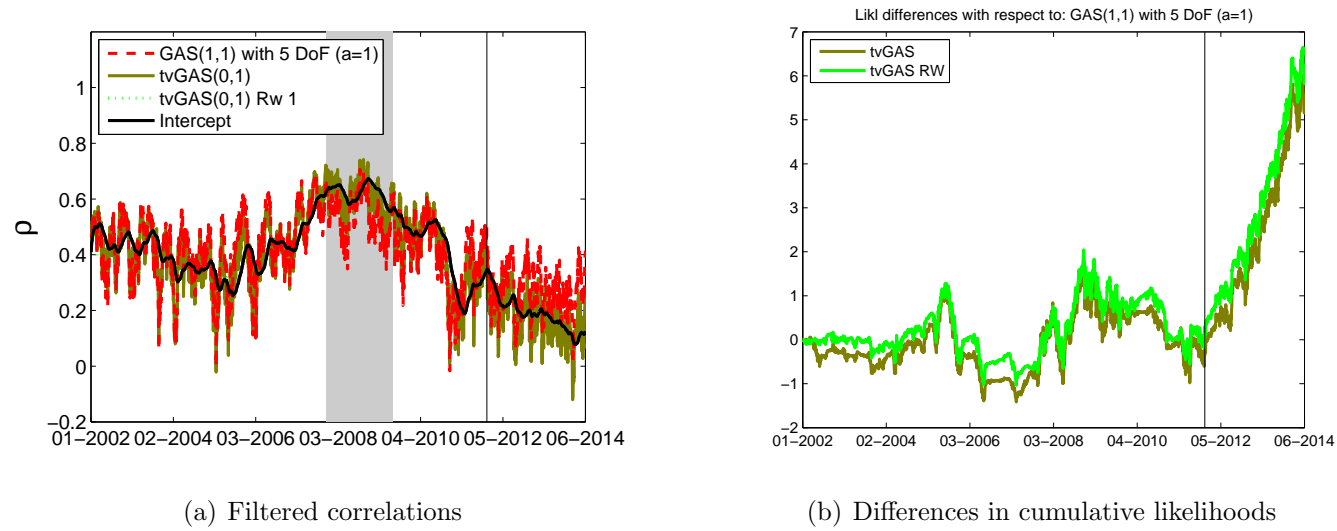 GAS(1,1) with 5 DoF (a=1)
tvGAS(0,1)
tvGAS(0,1) Rw 1
Intercept
1
0.8
0.6
0.4
0.2
0
−0.2
ρ
01−2002 02−2004 03−2006 03−2008 04−2010 05−2012 06−2014
(a) Filtered correlations
Likl differences with respect to: GAS(1,1) with 5 DoF (a=1)
tvGAS
tvGAS RW
7
6
5
4
3
2
1
0
−1
−2
01−2002 02−2004 03−2006 03−2008 04−2010 05−2012 06−2014
(b) Differences in cumulative likelihoods